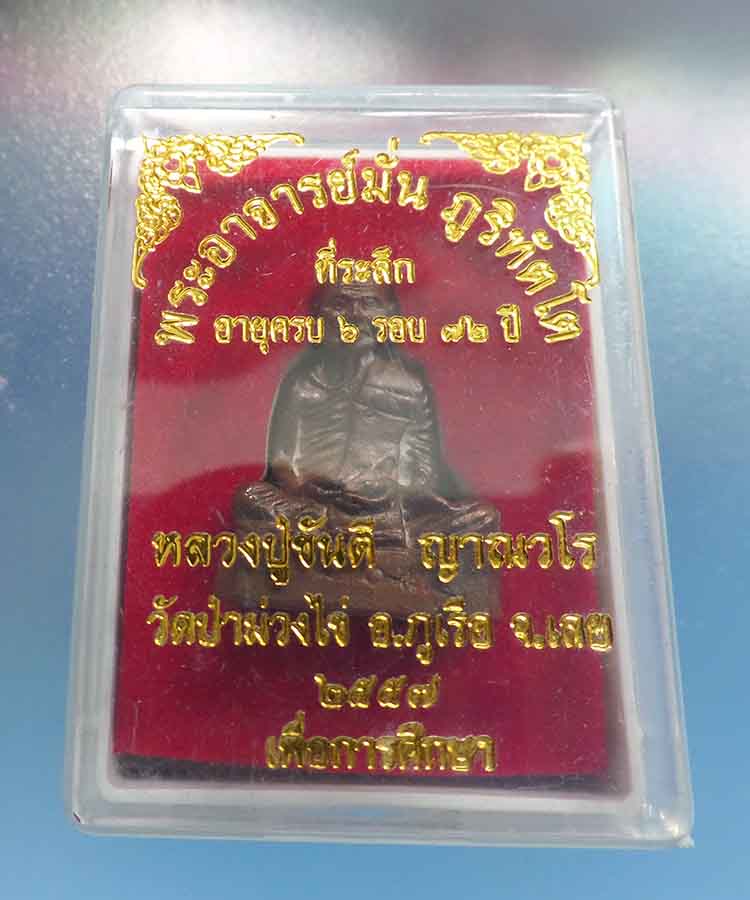 พระอาจารย์มั่น ภูริทัตโต
ที่ระลึก
อายุครบ ๖ รอบ ๗๒ ปี
หลวงปู่ขันตี ญาณวโร
วัดป่าม่วงไข่ อ.ภูเรือ จ.เลย
๒๕๕๗
เพื่อการศึกษา